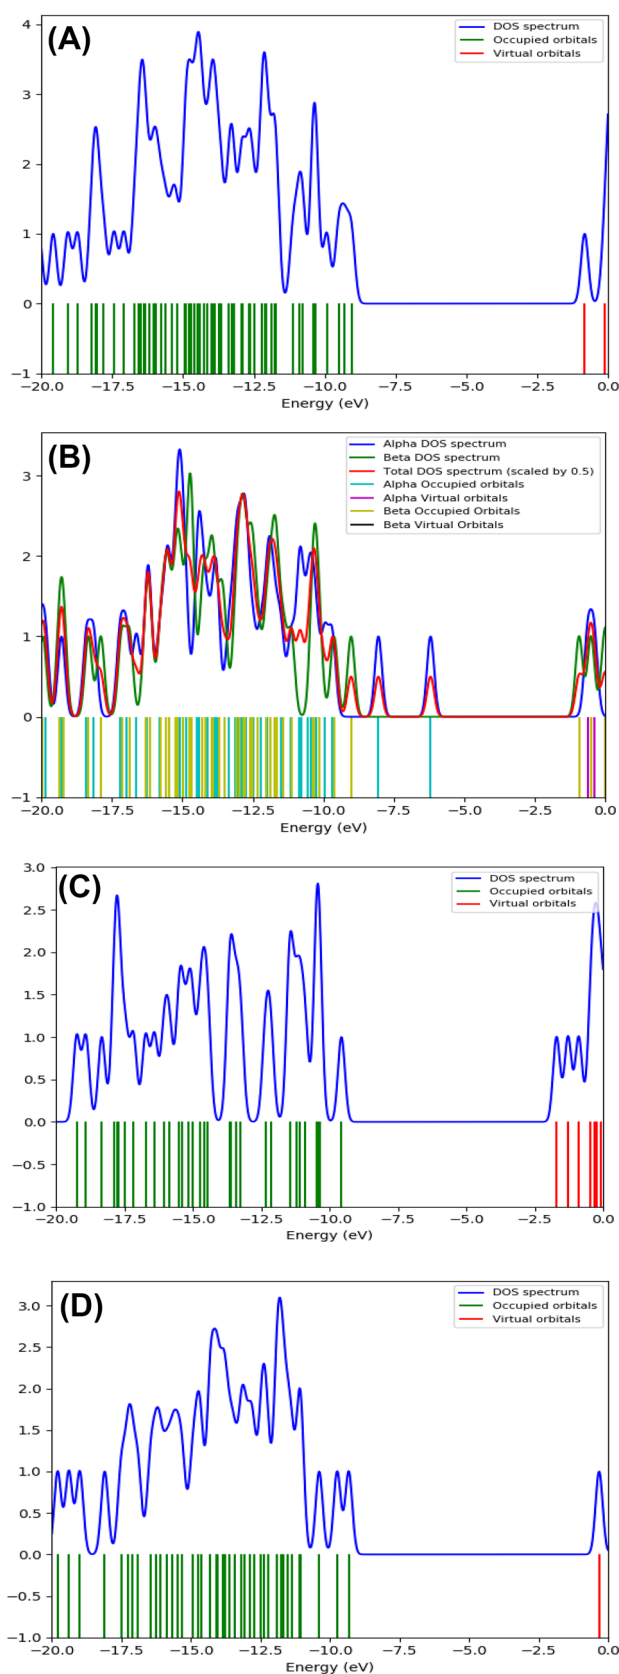 (A)
DOS spectrum
Occupied orbitals
Virtual orbitals
4
3
2
1
0
−1
−20.0 −17.5 −15.0 −12.5 −10.0 −7.5 −5.0 −2.5 0.0
Energy (eV)
(B)
Alpha DOS spectrum
Beta DOS spectrum
Total DOS spectrum (scaled by 0.5)
Alpha Occupied orbitals
Alpha Virtual orbitals
Beta Occupied Orbitals
Beta Virtual Orbitals
3
2
1
0
−1
−20.0 −17.5 −15.0 −12.5 −10.0 −7.5 −5.0 −2.5 0.0
Energy (eV)
(C)
DOS spectrum
Occupied orbitals
Virtual orbitals
3.0
2.5
2.0
1.5
1.0
0.5
0.0
−0.5
−1.0
−20.0 −17.5 −15.0 −12.5 −10.0 −7.5 −5.0 −2.5 0.0
Energy (eV)
(D)
DOS spectrum
Occupied orbitals
Virtual orbitals
3.0
2.5
2.0
1.5
1.0
0.5
0.0
−0.5
−1.0
−20.0 −17.5 −15.0 −12.5 −10.0 −7.5 −5.0 −2.5 0.0
Energy (eV)